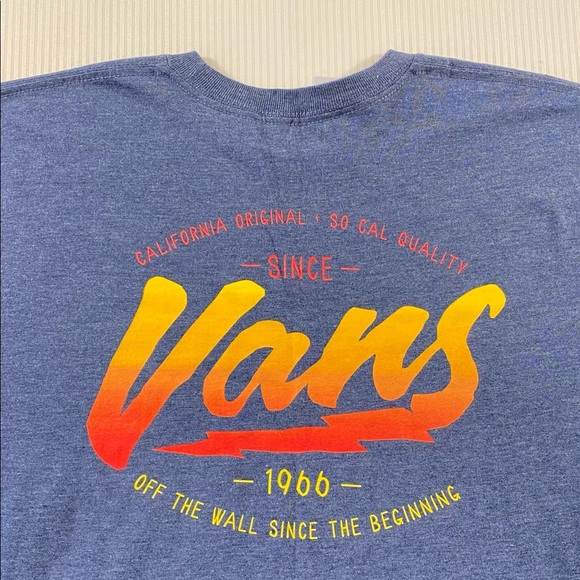 CALIFORNIA ORIGINAL • SO CAL QUALITY
— SINCE —
Vans
— 1966 —
OFF THE WALL SINCE THE BEGINNING